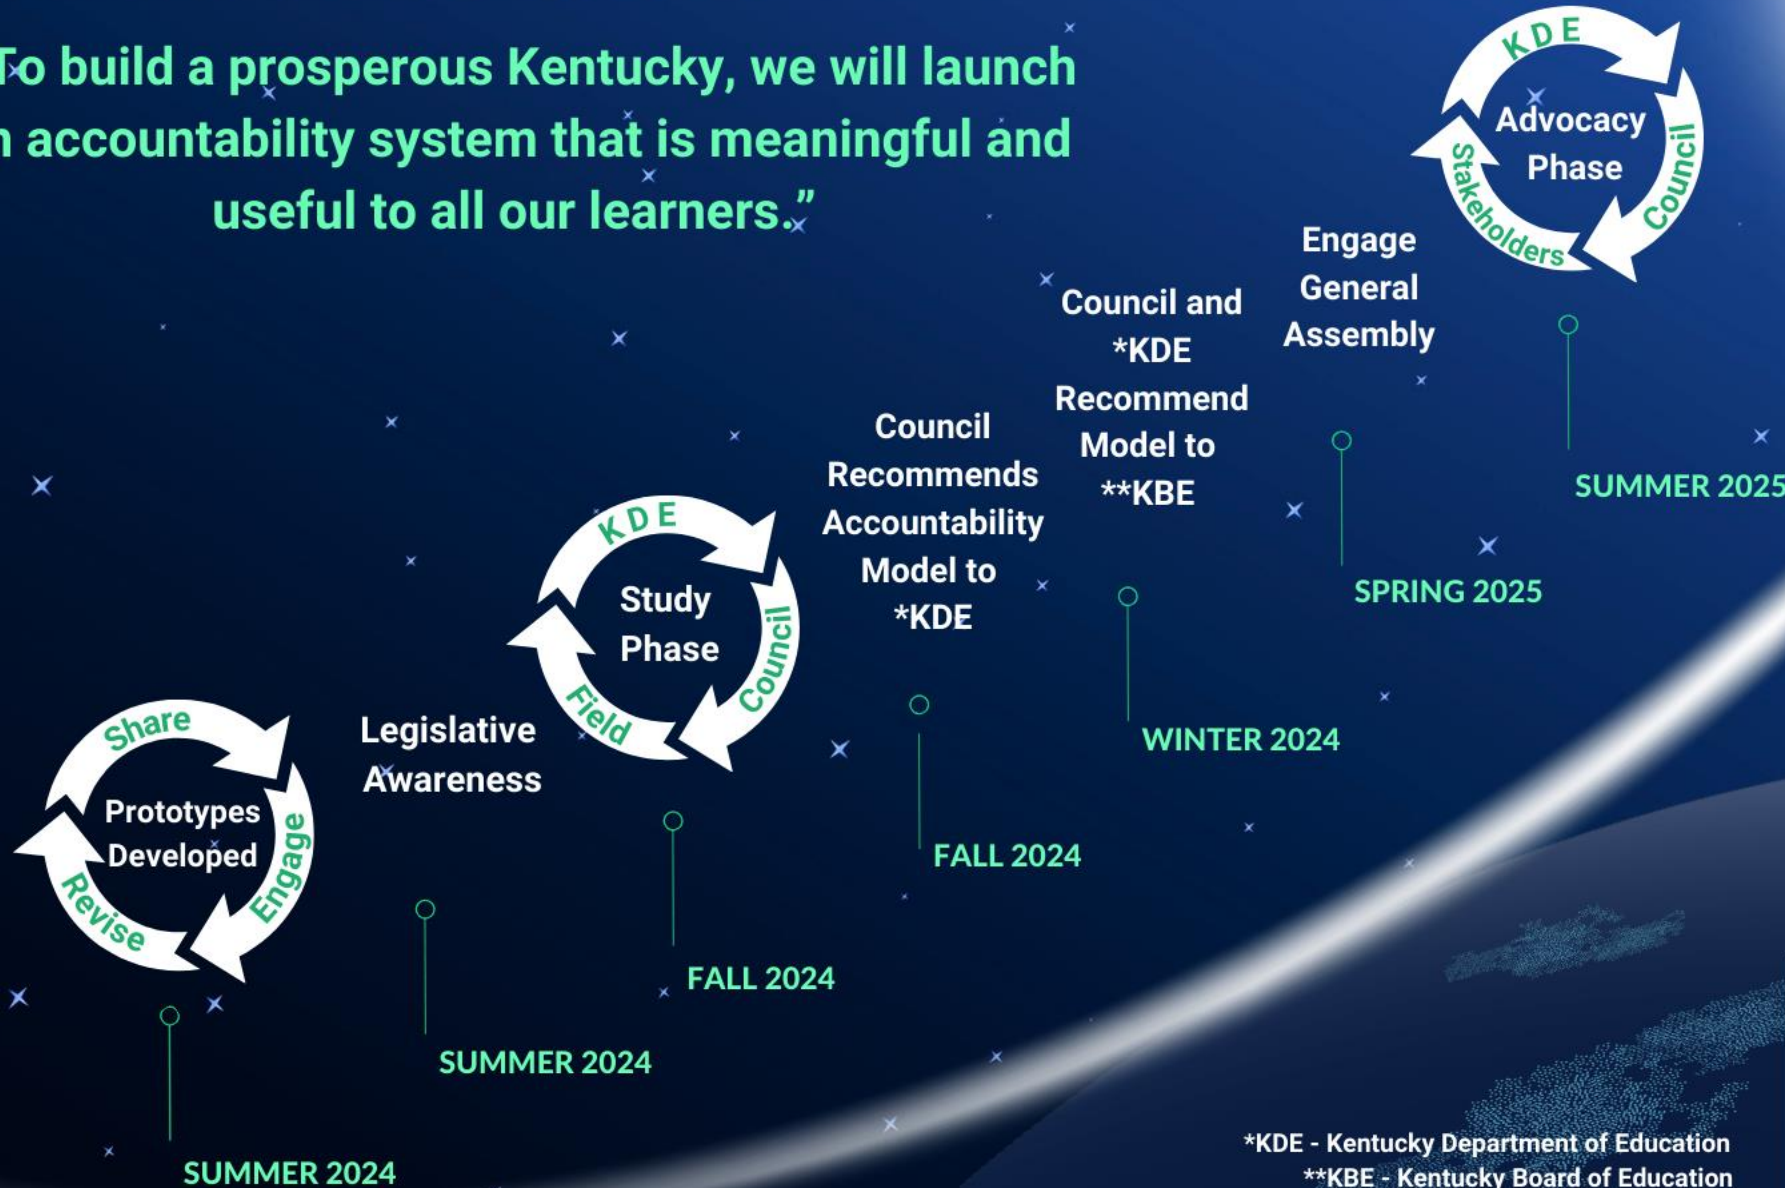 To build a prosperous Kentucky, we will launch
accountability system that is meaningful and
useful to all our learners.”
KDE
Council
Stakeholders
Advocacy
Phase
SUMMER 2025
Engage
General
Assembly
SPRING 2025
Council and
*KDE
Recommend
Model to
**KBE
WINTER 2024
Council
Recommends
Accountability
Model to
*KDE
FALL 2024
KDE
Council
Field
Study
Phase
FALL 2024
Legislative
Awareness
SUMMER 2024
Share
Engage
Revise
Prototypes
Developed
SUMMER 2024
*KDE - Kentucky Department of Education
**KBE - Kentucky Board of Education